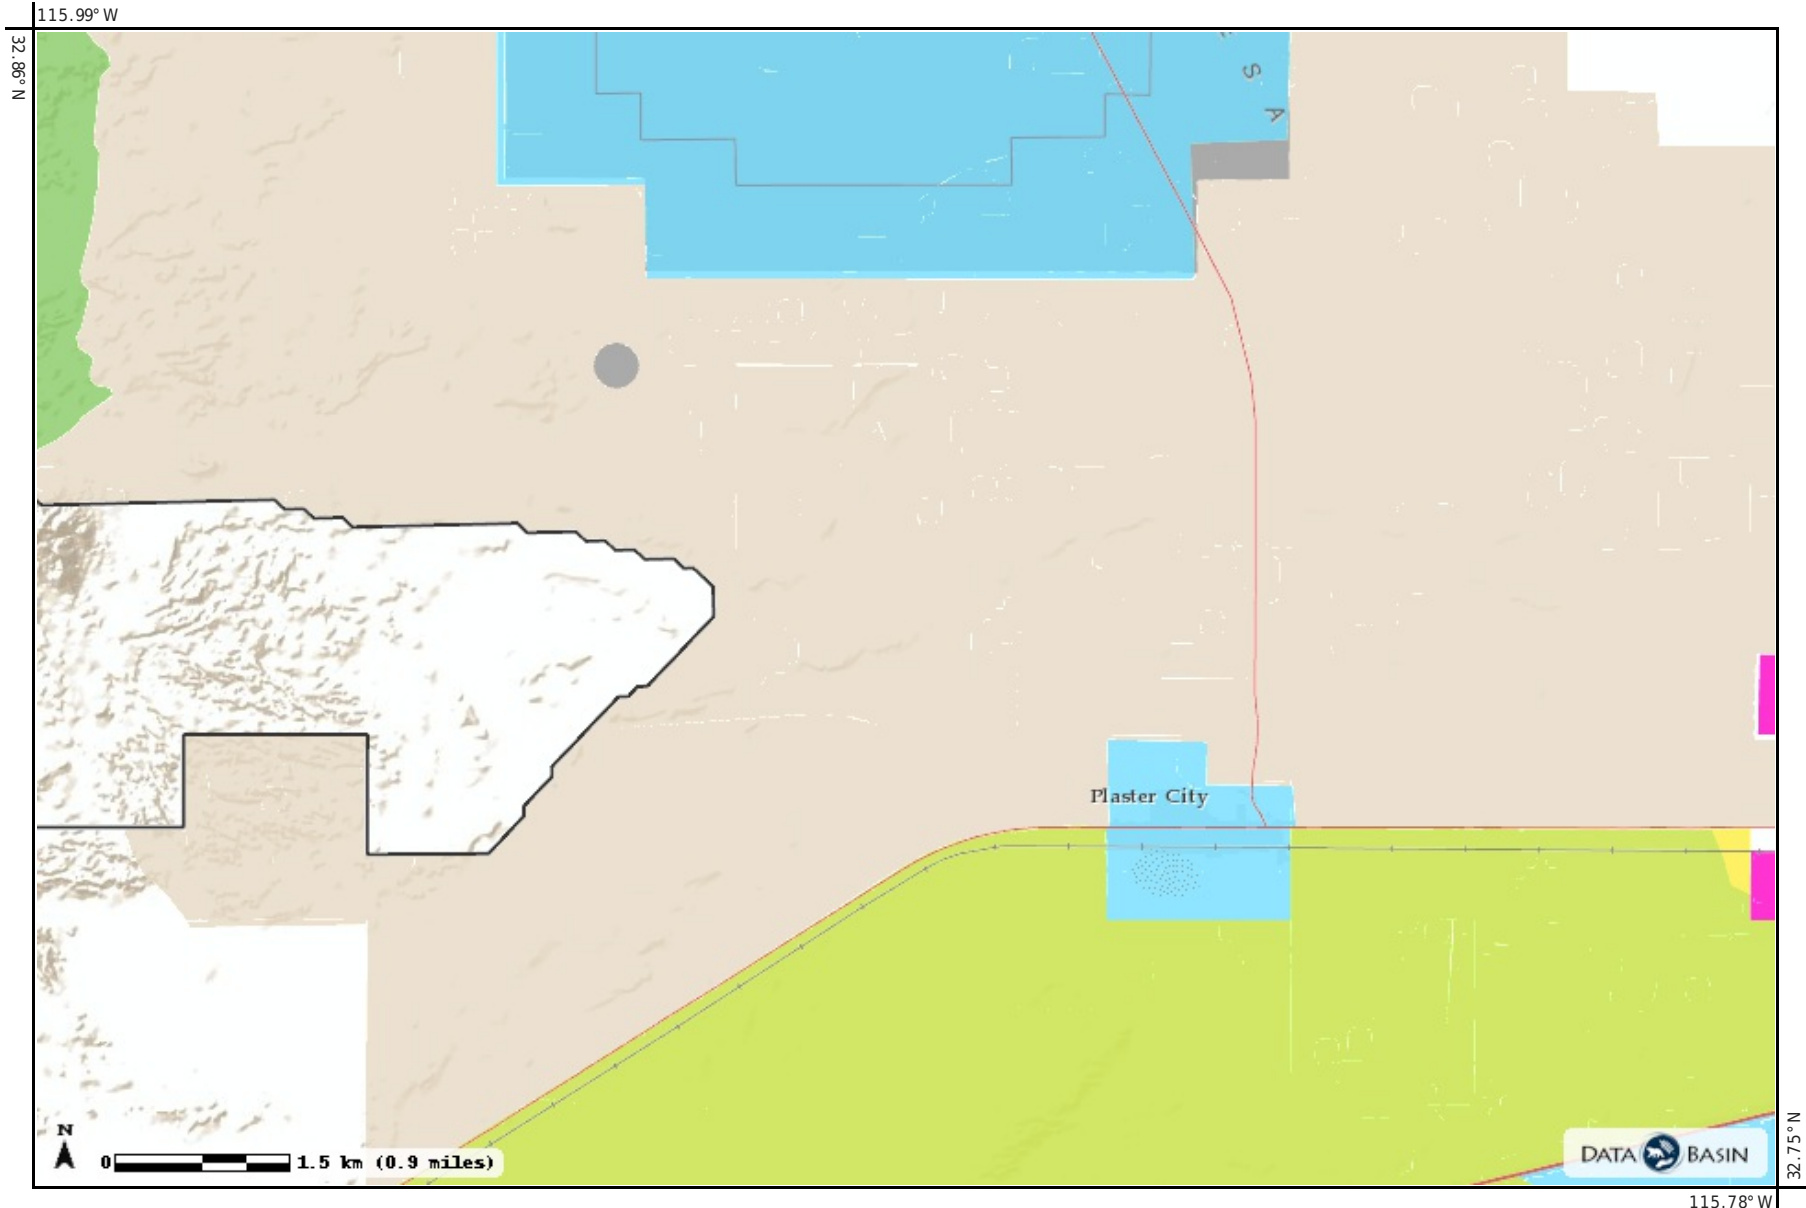 115.99° W
32.86° N
S
A
Plaster City
N
0 1.5 km (0.9 miles)
DATA BASIN
32.75° N
115.78° W